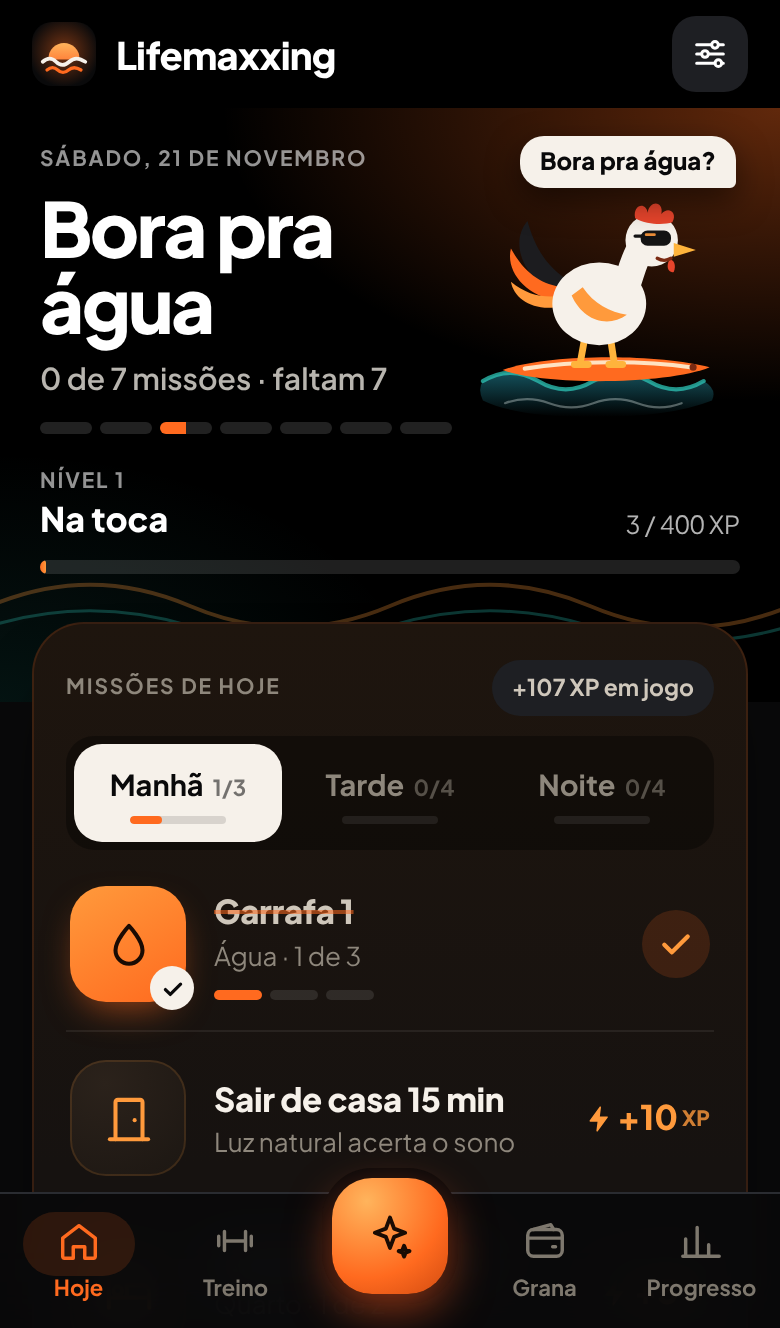 Lifemaxxing
SÁBADO, 21 DE NOVEMBRO
Bora pra água?
Bora pra
água
0 de 7 missões · faltam 7
NÍVEL 1
Na toca
3 / 400 XP
MISSÕES DE HOJE
+107 XP em jogo
Manhã 1/3
Tarde 0/4
Noite 0/4
Garrafa 1
Água · 1 de 3
Sair de casa 15 min
Luz natural acerta o sono
+10 XP
Hoje
Treino
Grana
Progresso